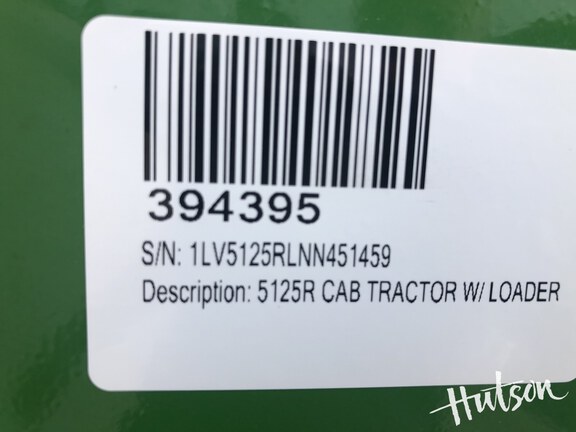 394395
S/N: 1LV5125RLNN451459
Description: 5125R CAB TRACTOR W/ LOADER
Hutson